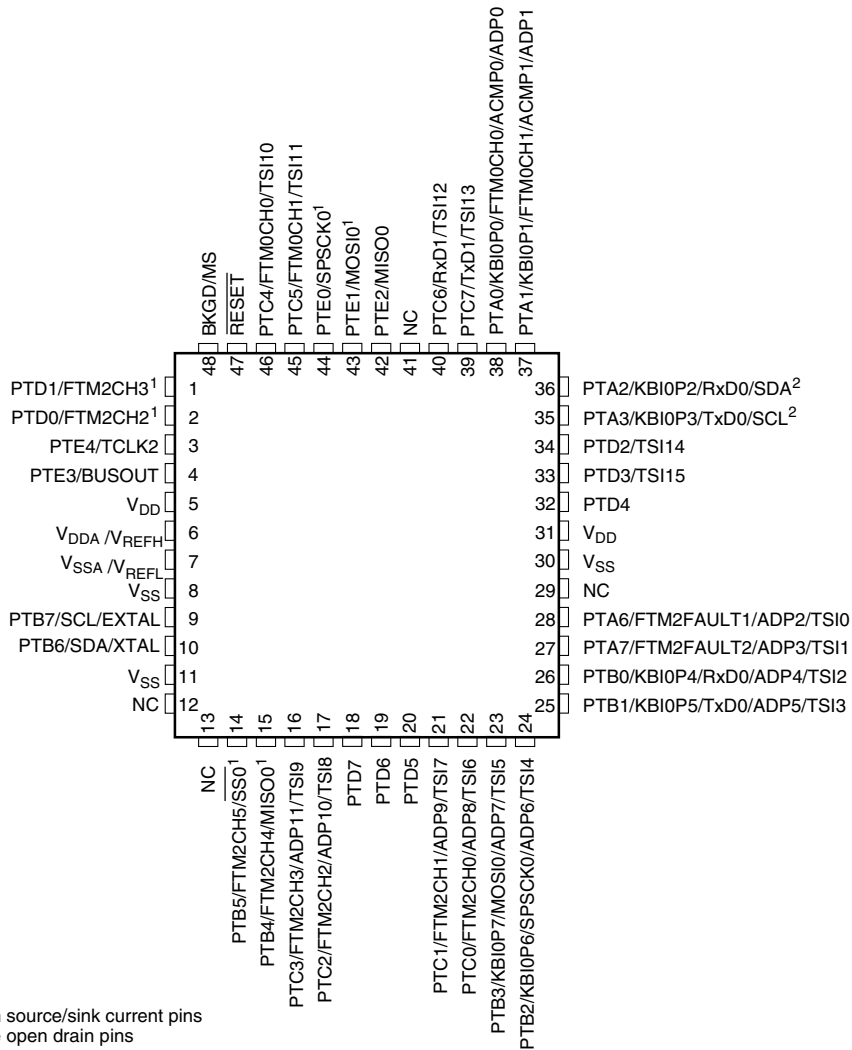 BKGD/MS
RESET
PTC4/FTM0CH0/TSI10
PTC5/FTM0CH1/TSI11
PTE0/SPSCK0¹
PTE1/MOSI0¹
PTE2/MISO0
NC
PTC6/RxD1/TSI12
PTC7/TxD1/TSI13
PTA0/KBI0P0/FTM0CH0/ACMP0/ADP0
PTA1/KBI0P1/FTM0CH1/ACMP1/ADP1
48 47 46 45 44 43 42 41 40 39 38 37
PTD1/FTM2CH3¹ 1
PTD0/FTM2CH2¹ 2
PTE4/TCLK2 3
PTE3/BUSOUT 4
VDD 5
VDDA /VREFH 6
VSSA /VREFL 7
VSS 8
PTB7/SCL/EXTAL 9
PTB6/SDA/XTAL 10
VSS 11
NC 12
36 PTA2/KBI0P2/RxD0/SDA²
35 PTA3/KBI0P3/TxD0/SCL²
34 PTD2/TSI14
33 PTD3/TSI15
32 PTD4
31 VDD
30 VSS
29 NC
28 PTA6/FTM2FAULT1/ADP2/TSI0
27 PTA7/FTM2FAULT2/ADP3/TSI1
26 PTB0/KBI0P4/RxD0/ADP4/TSI2
25 PTB1/KBI0P5/TxD0/ADP5/TSI3
13 14 15 16 17 18 19 20 21 22 23 24
NC
PTB5/FTM2CH5/SS0¹
PTB4/FTM2CH4/MISO0¹
PTC3/FTM2CH3/ADP11/TSI9
PTC2/FTM2CH2/ADP10/TSI8
PTD7
PTD6
PTD5
PTC1/FTM2CH1/ADP9/TSI7
PTC0/FTM2CH0/ADP8/TSI6
PTB3/KBI0P7/MOSI0/ADP7/TSI5
PTB2/KBI0P6/SPSCK0/ADP6/TSI4
source/sink current pins
open drain pins